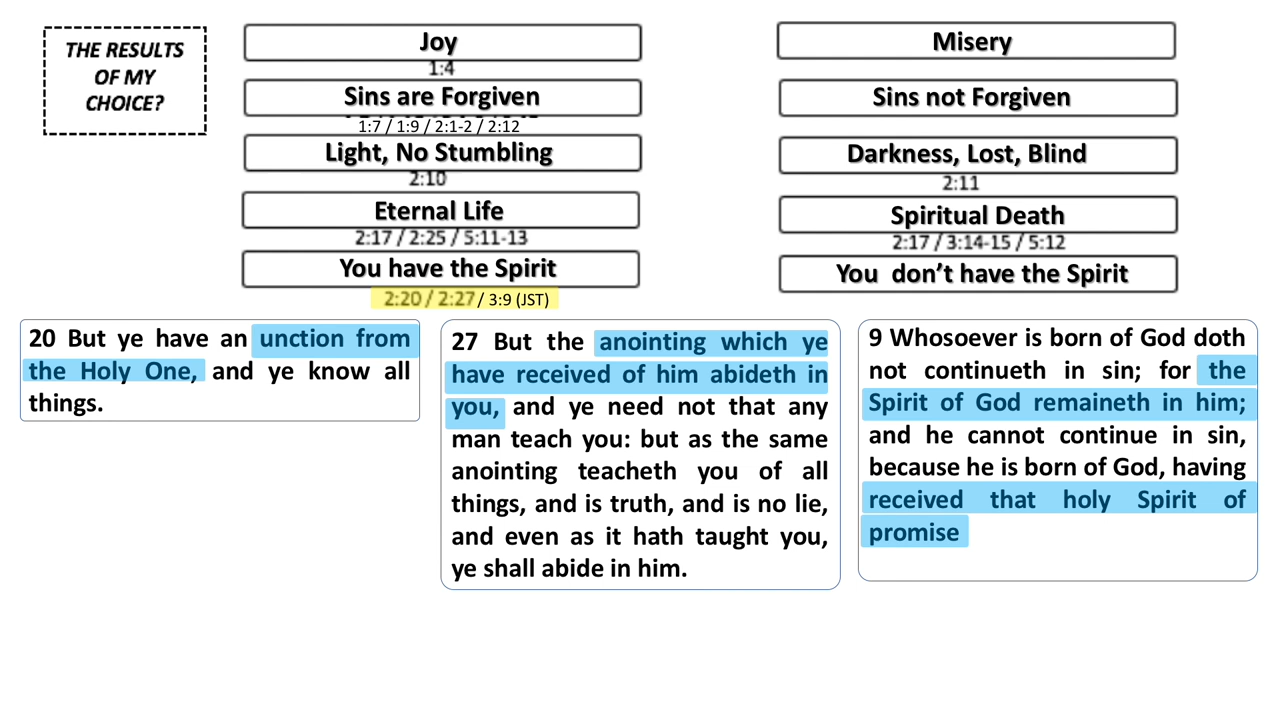 THE RESULTS
OF MY
CHOICE?
Joy
1:4
Sins are Forgiven
1:7 / 1:9 / 2:1-2 / 2:12
Light, No Stumbling
2:10
Eternal Life
2:17 / 2:25 / 5:11-13
You have the Spirit
2:20 / 2:27 / 3:9 (JST)
Misery
Sins not Forgiven
Darkness, Lost, Blind
2:11
Spiritual Death
2:17 / 3:14-15 / 5:12
You don’t have the Spirit
20 But ye have an unction from
the Holy One, and ye know all
things.
27 But the anointing which ye
have received of him abideth in
you, and ye need not that any
man teach you: but as the same
anointing teacheth you of all
things, and is truth, and is no lie,
and even as it hath taught you,
ye shall abide in him.
9 Whosoever is born of God doth
not continueth in sin; for the
Spirit of God remaineth in him;
and he cannot continue in sin,
because he is born of God, having
received that holy Spirit of
promise